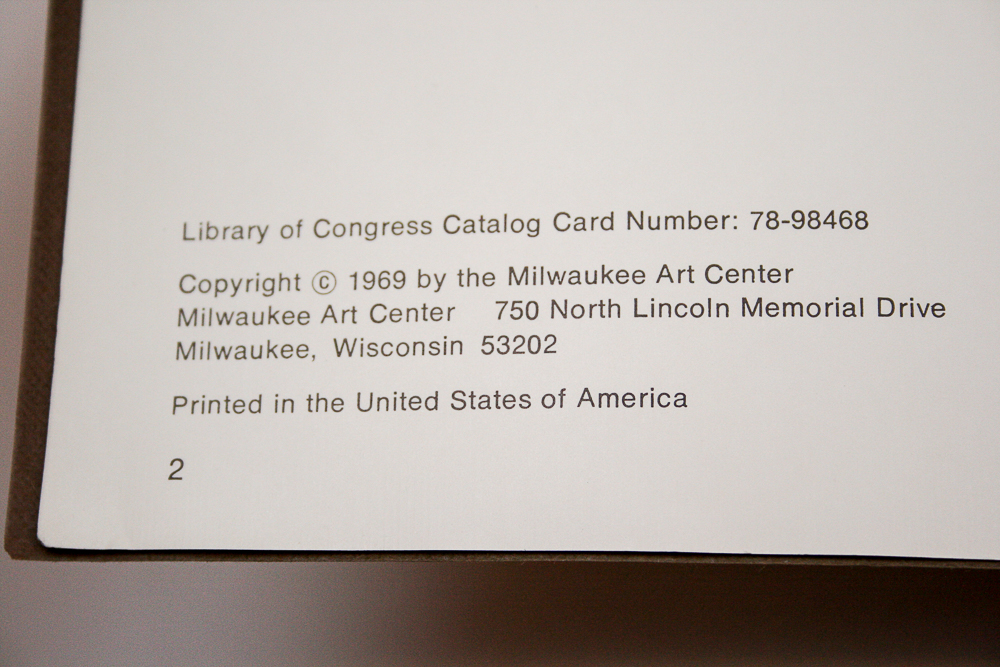 Library of Congress Catalog Card Number: 78-98468
Copyright © 1969 by the Milwaukee Art Center
Milwaukee Art Center 750 North Lincoln Memorial Drive
Milwaukee, Wisconsin 53202
Printed in the United States of America
2